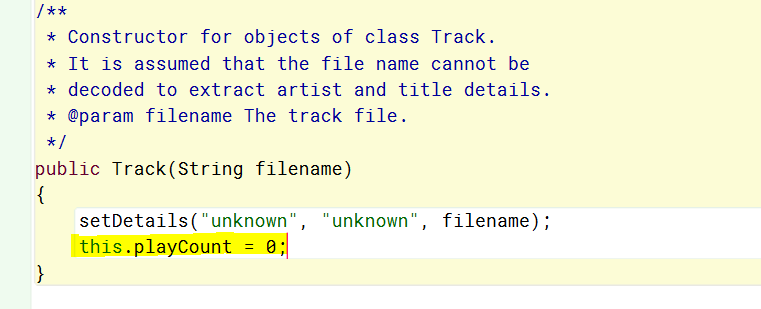 /**
* Constructor for objects of class Track.
* It is assumed that the file name cannot be
* decoded to extract artist and title details.
* @param filename The track file.
*/
public Track(String filename)
{
setDetails("unknown", "unknown", filename);
this.playCount = 0;
}